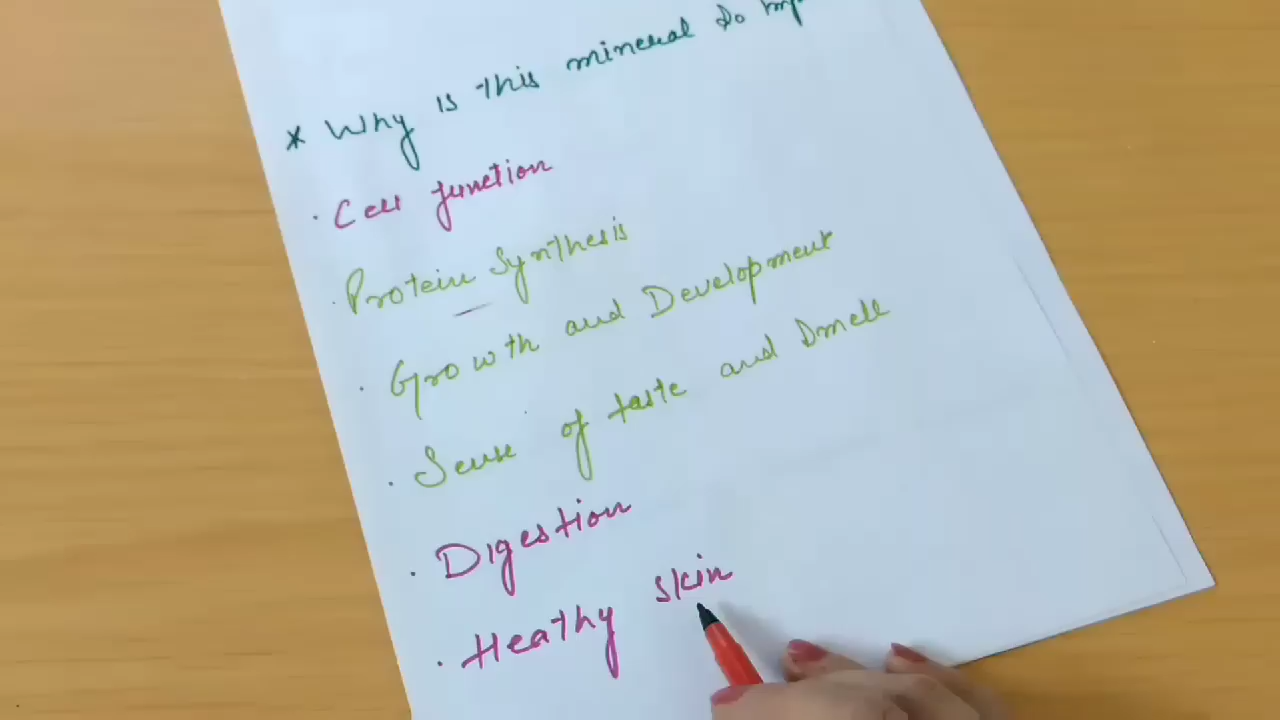 * Why is this mineral So
· Cell function
· Protein Synthesis
· Growth and Development
· Sense of taste and Dmell
· Digestion
· Heathy skin